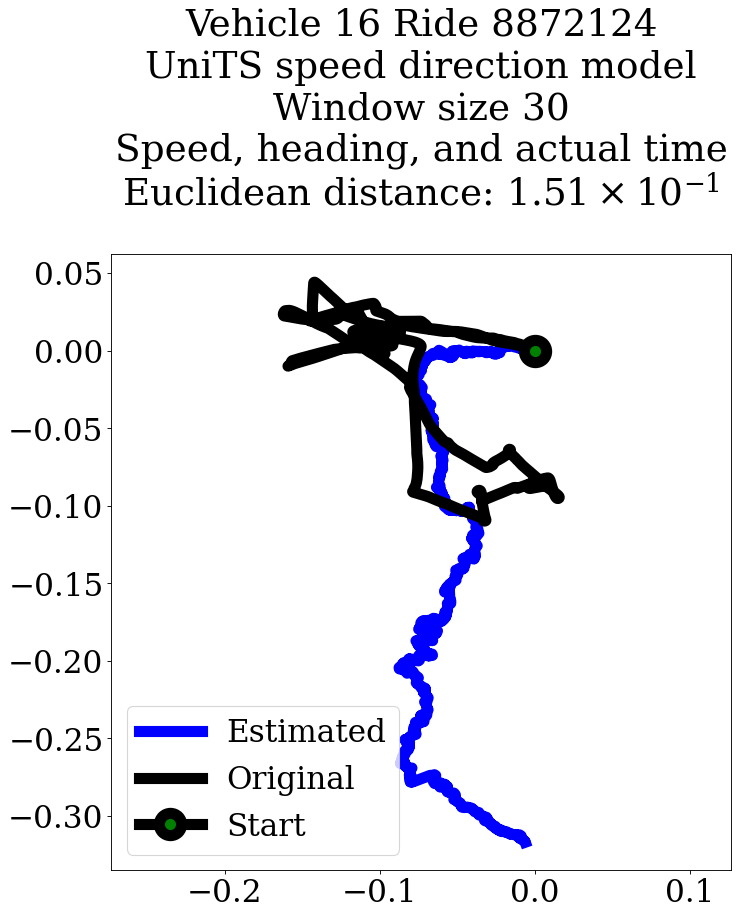 Vehicle 16 Ride 8872124
UniTS speed direction model
Window size 30
Speed, heading, and actual time
Euclidean distance: 1.51 × 10⁻¹
0.05
0.00
−0.05
−0.10
−0.15
−0.20
−0.25
−0.30
Estimated
Original
Start
−0.2 −0.1 0.0 0.1